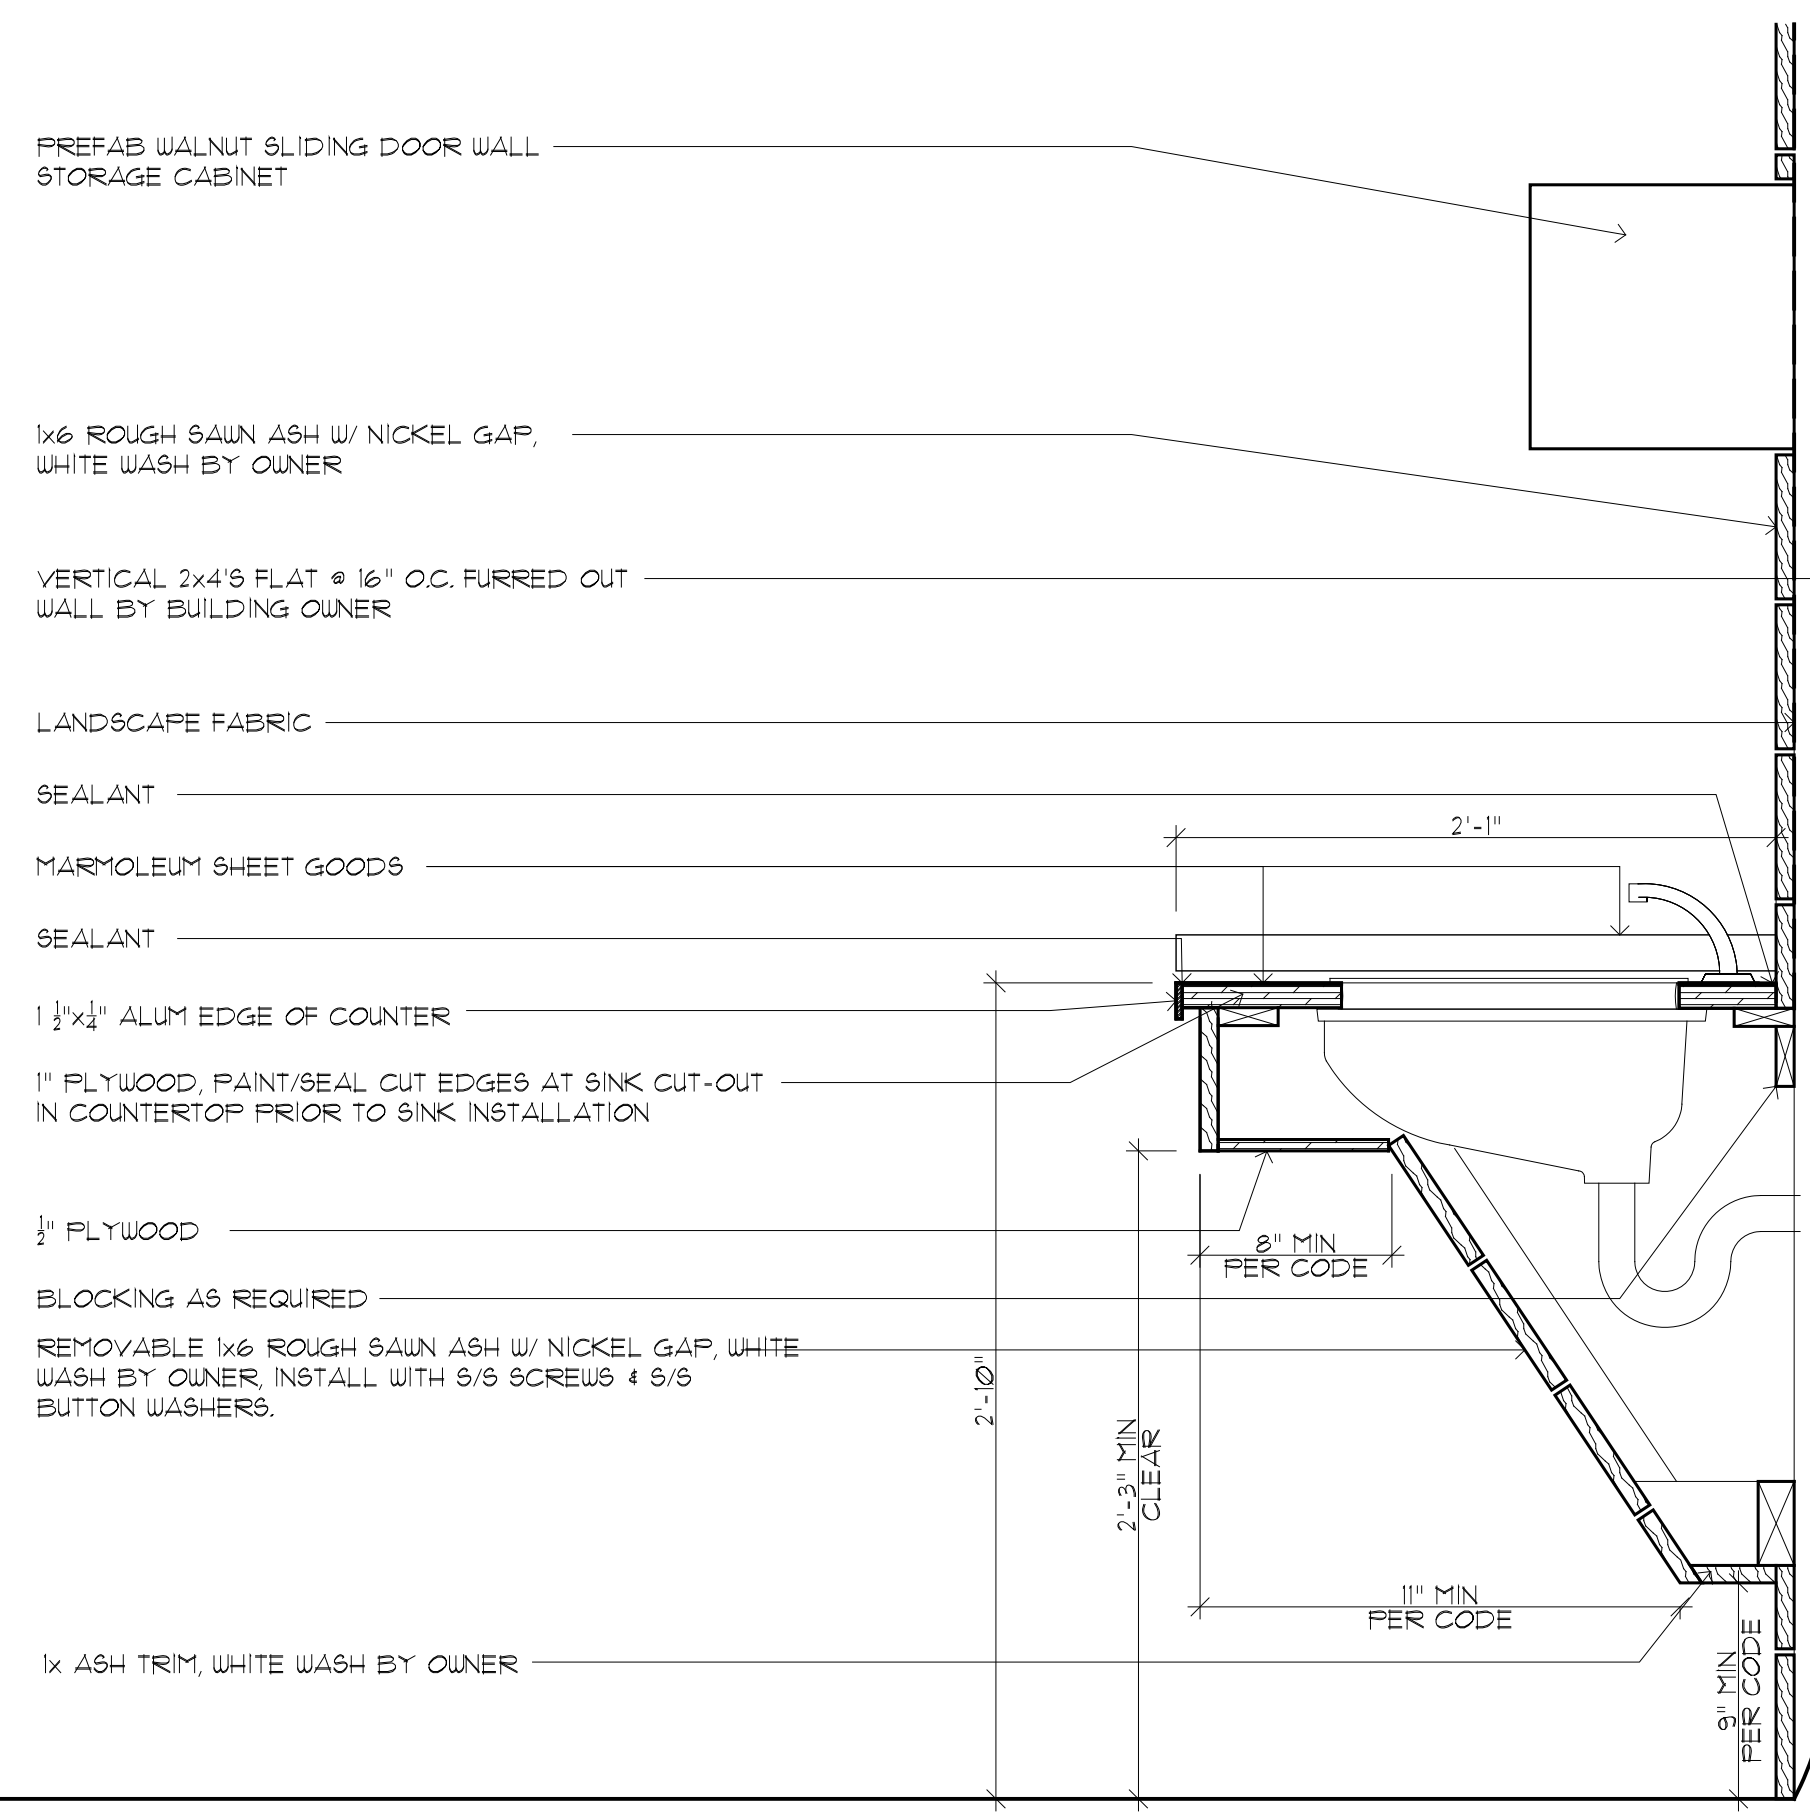 PREFAB WALNUT SLIDING DOOR WALL
STORAGE CABINET
1x6 ROUGH SAWN ASH W/ NICKEL GAP,
WHITE WASH BY OWNER
VERTICAL 2x4'S FLAT @ 16" O.C. FURRED OUT
WALL BY BUILDING OWNER
LANDSCAPE FABRIC
SEALANT
2'-1"
MARMOLEUM SHEET GOODS
SEALANT
1 1/2"x1/4" ALUM EDGE OF COUNTER
1" PLYWOOD, PAINT/SEAL CUT EDGES AT SINK CUT-OUT
IN COUNTERTOP PRIOR TO SINK INSTALLATION
1/2" PLYWOOD
8" MIN
PER CODE
BLOCKING AS REQUIRED
REMOVABLE 1x6 ROUGH SAWN ASH W/ NICKEL GAP, WHITE
WASH BY OWNER, INSTALL WITH S/S SCREWS & S/S
BUTTON WASHERS.
2'-10"
2'-3" MIN
CLEAR
11" MIN
PER CODE
1x ASH TRIM, WHITE WASH BY OWNER
9" MIN
PER CODE